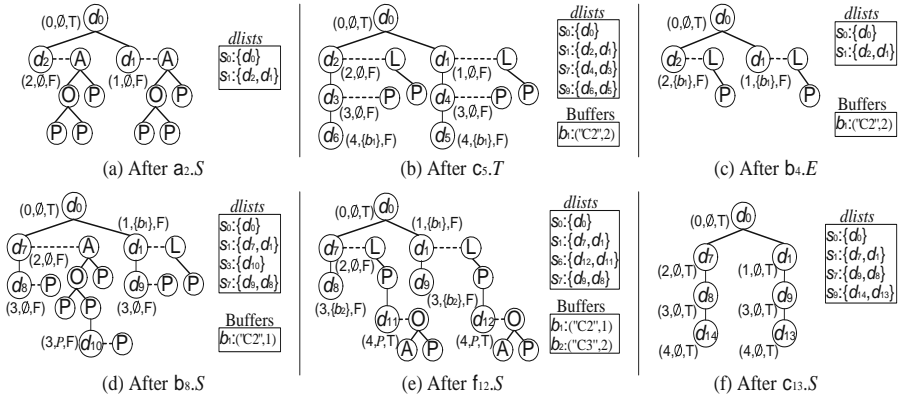 (0,Ø,T) d₀
d₂ A d₁ A
(2,Ø,F) (1,Ø,F)
O P O P
P P P P
dlists
s₀:{d₀}
s₁:{d₂,d₁}
(a) After a₂.S
(0,Ø,T) d₀
d₂ L d₁ L
(2,Ø,F) (1,Ø,F)
d₃ P d₄ P P
(3,Ø,F) (3,Ø,F)
d₆ (4,{b₁},F) d₅ (4,{b₁},F)
dlists
s₀:{d₀}
s₁:{d₂,d₁}
s₇:{d₄,d₃}
s₉:{d₆,d₅}
Buffers
b₁:("C2",2)
(b) After c₅.T
(0,Ø,T) d₀
d₂ L d₁ L
(2,{b₁},F) (1,{b₁},F)
P P
dlists
s₀:{d₀}
s₁:{d₂,d₁}
Buffers
b₁:("C2",2)
(c) After b₄.E
(0,Ø,T) d₀ (1,{b₁},F)
d₇ A d₁ L
(2,Ø,F)
d₈ P O P d₉ P P
(3,Ø,F) P P (3,Ø,F)
(3,P,F) d₁₀ P
dlists
s₀:{d₀}
s₁:{d₇,d₁}
s₃:{d₁₀}
s₇:{d₉,d₈}
Buffers
b₁:("C2",1)
(d) After b₈.S
(0,Ø,T) d₀ (1,{b₁},F)
d₇ L d₁ L
(2,Ø,F)
d₈ P d₉ P
(3,{b₂},F) (3,{b₂},F)
d₁₁ O d₁₂ O
(4,P,T) A P (4,P,T) A P
dlists
s₀:{d₀}
s₁:{d₇,d₁}
s₆:{d₁₂,d₁₁}
s₇:{d₉,d₈}
Buffers
b₁:("C2",1)
b₂:("C3",2)
(e) After f₁₂.S
(0,Ø,T) d₀
d₇ d₁
(2,Ø,T) (1,Ø,T)
d₈ d₉
(3,Ø,T) (3,Ø,T)
d₁₄ d₁₃
(4,Ø,T) (4,Ø,T)
dlists
s₀:{d₀}
s₁:{d₇,d₁}
s₇:{d₉,d₈}
s₉:{d₁₄,d₁₃}
(f) After c₁₃.S